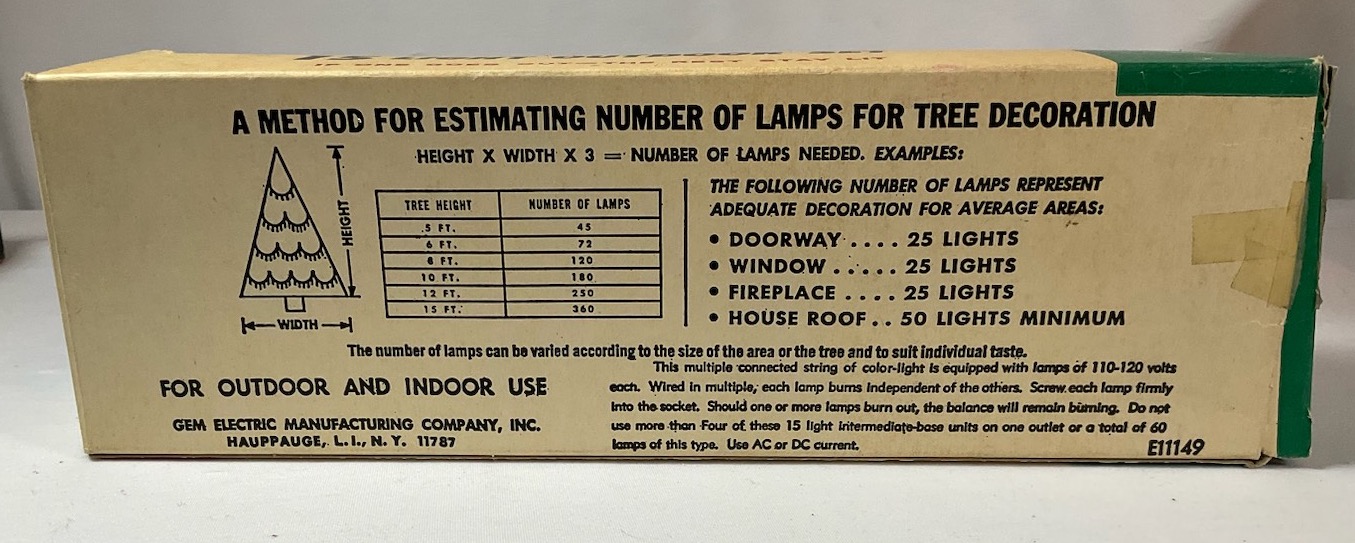 A METHOD FOR ESTIMATING NUMBER OF LAMPS FOR TREE DECORATION
HEIGHT X WIDTH X 3 = NUMBER OF LAMPS NEEDED. EXAMPLES:
HEIGHT
WIDTH
TREE HEIGHT NUMBER OF LAMPS
5 FT. 45
6 FT. 72
8 FT. 120
10 FT. 180
12 FT. 250
15 FT. 360
THE FOLLOWING NUMBER OF LAMPS REPRESENT
ADEQUATE DECORATION FOR AVERAGE AREAS:
• DOORWAY .... 25 LIGHTS
• WINDOW ..... 25 LIGHTS
• FIREPLACE .... 25 LIGHTS
• HOUSE ROOF .. 50 LIGHTS MINIMUM
The number of lamps can be varied according to the size of the area or the tree and to suit individual taste.
FOR OUTDOOR AND INDOOR USE
GEM ELECTRIC MANUFACTURING COMPANY, INC.
HAUPPAUGE, L.I., N.Y. 11787
This multiple connected string of color-light is equipped with lamps of 110-120 volts
each. Wired in multiple, each lamp burns independent of the others. Screw each lamp firmly
into the socket. Should one or more lamps burn out, the balance will remain burning. Do not
use more than Four of these 15 light intermediate-base units on one outlet or a total of 60
lamps of this type. Use AC or DC current.
E11149